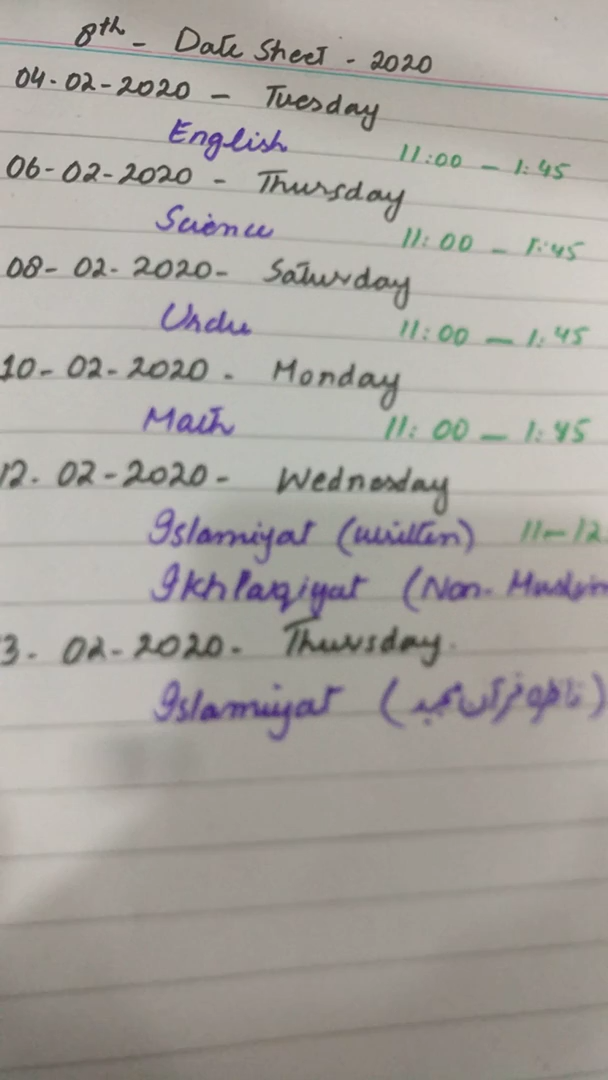 8th - Date Sheet - 2020
04-02-2020 - Tuesday
English 11:00 - 1:45
06-02-2020 - Thursday
Science 11:00 - 1:45
08-02-2020- Saturday
Urdu 11:00 - 1:45
10-02-2020 - Monday
Math 11:00 - 1:45
12. 02-2020- Wednesday
Islamiyat (written) 11-12
Ikhlaqiyat (Non-Muslim
3. 02-2020- Thursday.
Islamiyat (ناظرہ قرآن مجید)